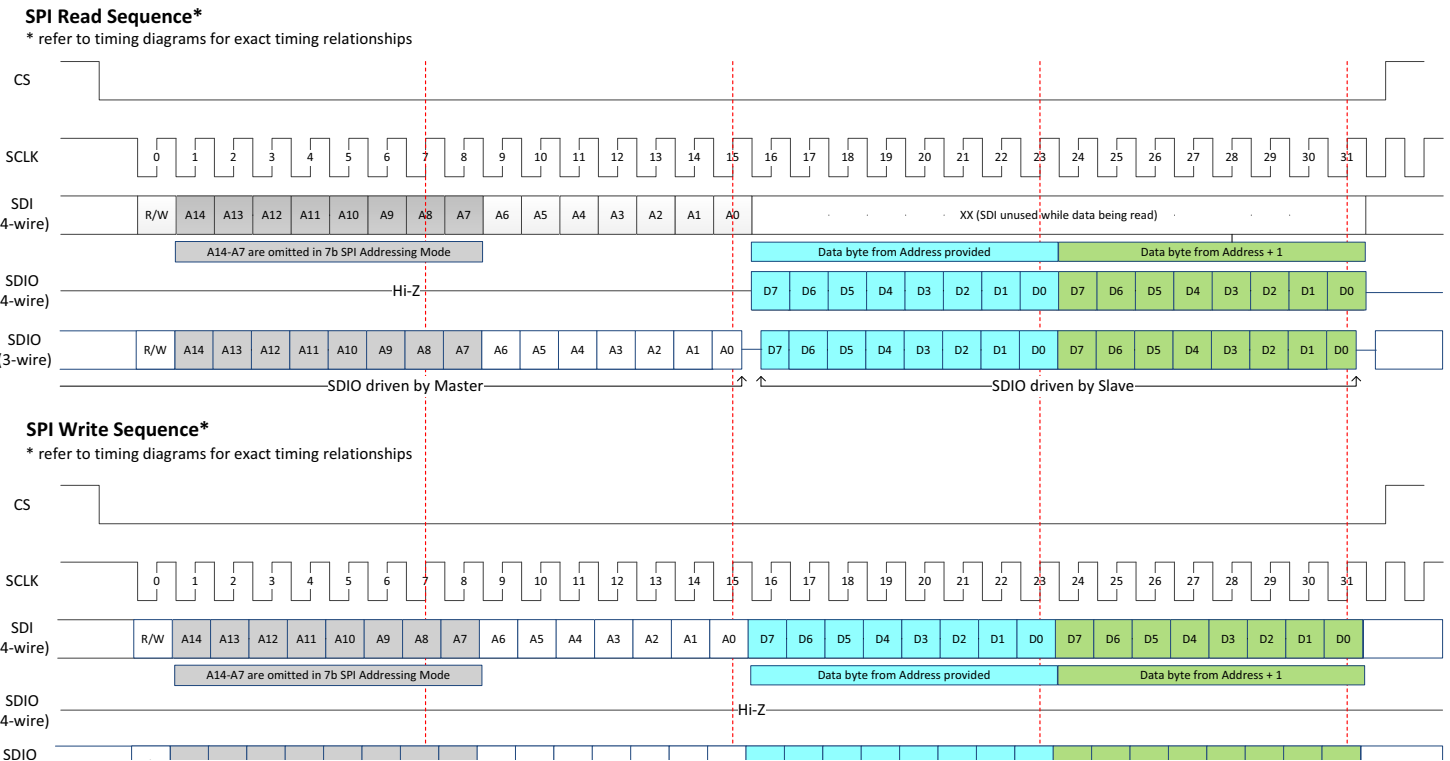 SPI Read Sequence*
* refer to timing diagrams for exact timing relationships
CS
SCLK 0 1 2 3 4 5 6 7 8 9 10 11 12 13 14 15 16 17 18 19 20 21 22 23 24 25 26 27 28 29 30 31
SDI
4-wire) R/W A14 A13 A12 A11 A10 A9 A8 A7 A6 A5 A4 A3 A2 A1 A0 XX (SDI unused while data being read)
A14-A7 are omitted in 7b SPI Addressing Mode Data byte from Address provided Data byte from Address + 1
SDIO
4-wire) Hi-Z D7 D6 D5 D4 D3 D2 D1 D0 D7 D6 D5 D4 D3 D2 D1 D0
SDIO
(3-wire) R/W A14 A13 A12 A11 A10 A9 A8 A7 A6 A5 A4 A3 A2 A1 A0 D7 D6 D5 D4 D3 D2 D1 D0 D7 D6 D5 D4 D3 D2 D1 D0
SDIO driven by Master SDIO driven by Slave
SPI Write Sequence*
* refer to timing diagrams for exact timing relationships
CS
SCLK 0 1 2 3 4 5 6 7 8 9 10 11 12 13 14 15 16 17 18 19 20 21 22 23 24 25 26 27 28 29 30 31
SDI
4-wire) R/W A14 A13 A12 A11 A10 A9 A8 A7 A6 A5 A4 A3 A2 A1 A0 D7 D6 D5 D4 D3 D2 D1 D0 D7 D6 D5 D4 D3 D2 D1 D0
A14-A7 are omitted in 7b SPI Addressing Mode Data byte from Address provided Data byte from Address + 1
SDIO
4-wire) Hi-Z
SDIO